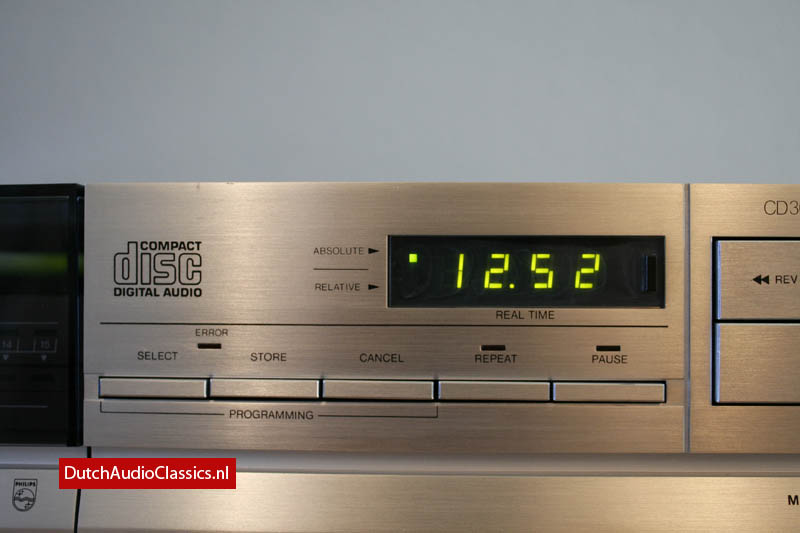 COMPACT
disc
DIGITAL AUDIO
ABSOLUTE
RELATIVE
12.52
REAL TIME
ERROR
SELECT
STORE
CANCEL
REPEAT
PAUSE
PROGRAMMING
REV
14 15
PHILIPS
DutchAudioClassics.nl